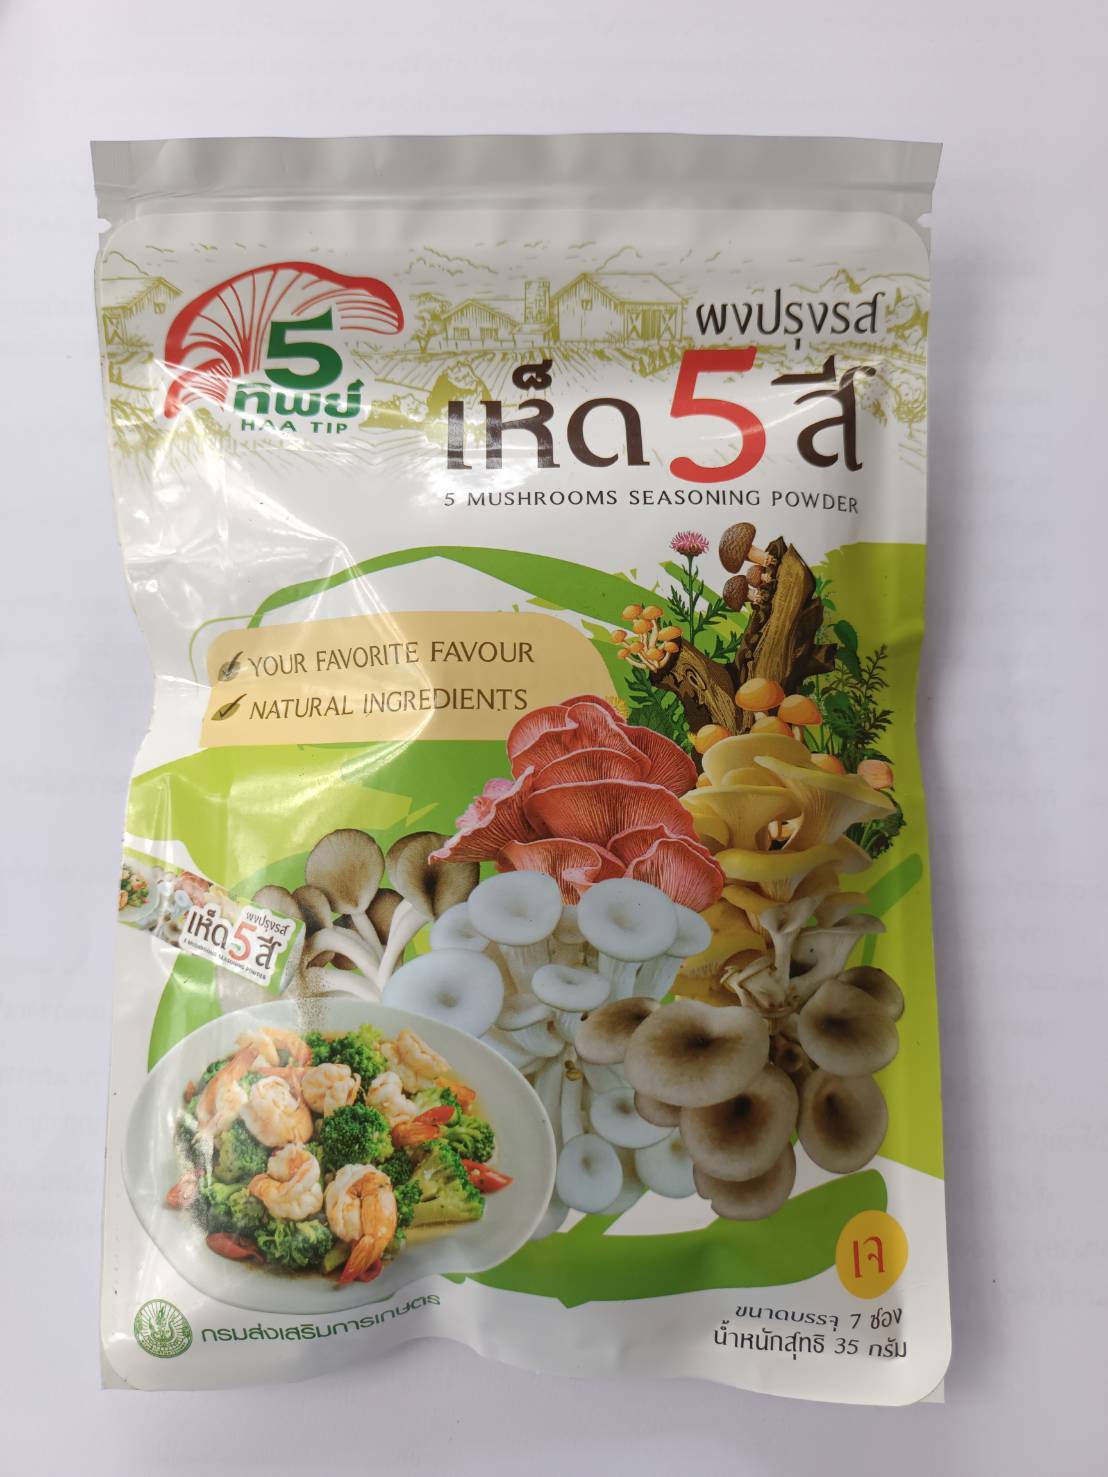 5
ทิพย์
HAA TIP
ผงปรุงรส
เห็ด 5 สี
5 MUSHROOMS SEASONING POWDER
YOUR FAVORITE FAVOUR
NATURAL INGREDIENTS
ผงปรุงรส
เห็ด 5 สี
5 MUSHROOMS SEASONING POWDER
เจ
ขนาดบรรจุ 7 ซอง
น้ำหนักสุทธิ 35 กรัม
กรมส่งเสริมการเกษตร